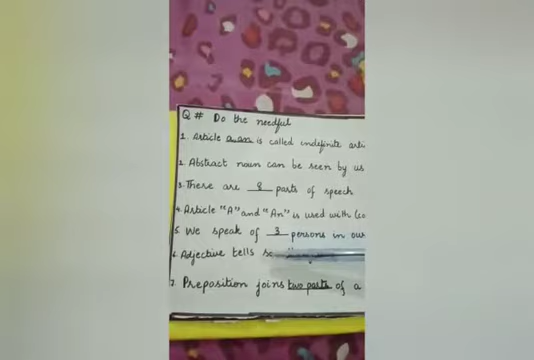 Q # Do the needful
1. Article a, an is called indefinite arti
2. Abstract noun can be seen by us
3. There are 8 parts of speech
4. Article "A" and "An" is used with
5. We speak of 3 persons in our
6. Adjective tells
7. Preposition joins two parts of a